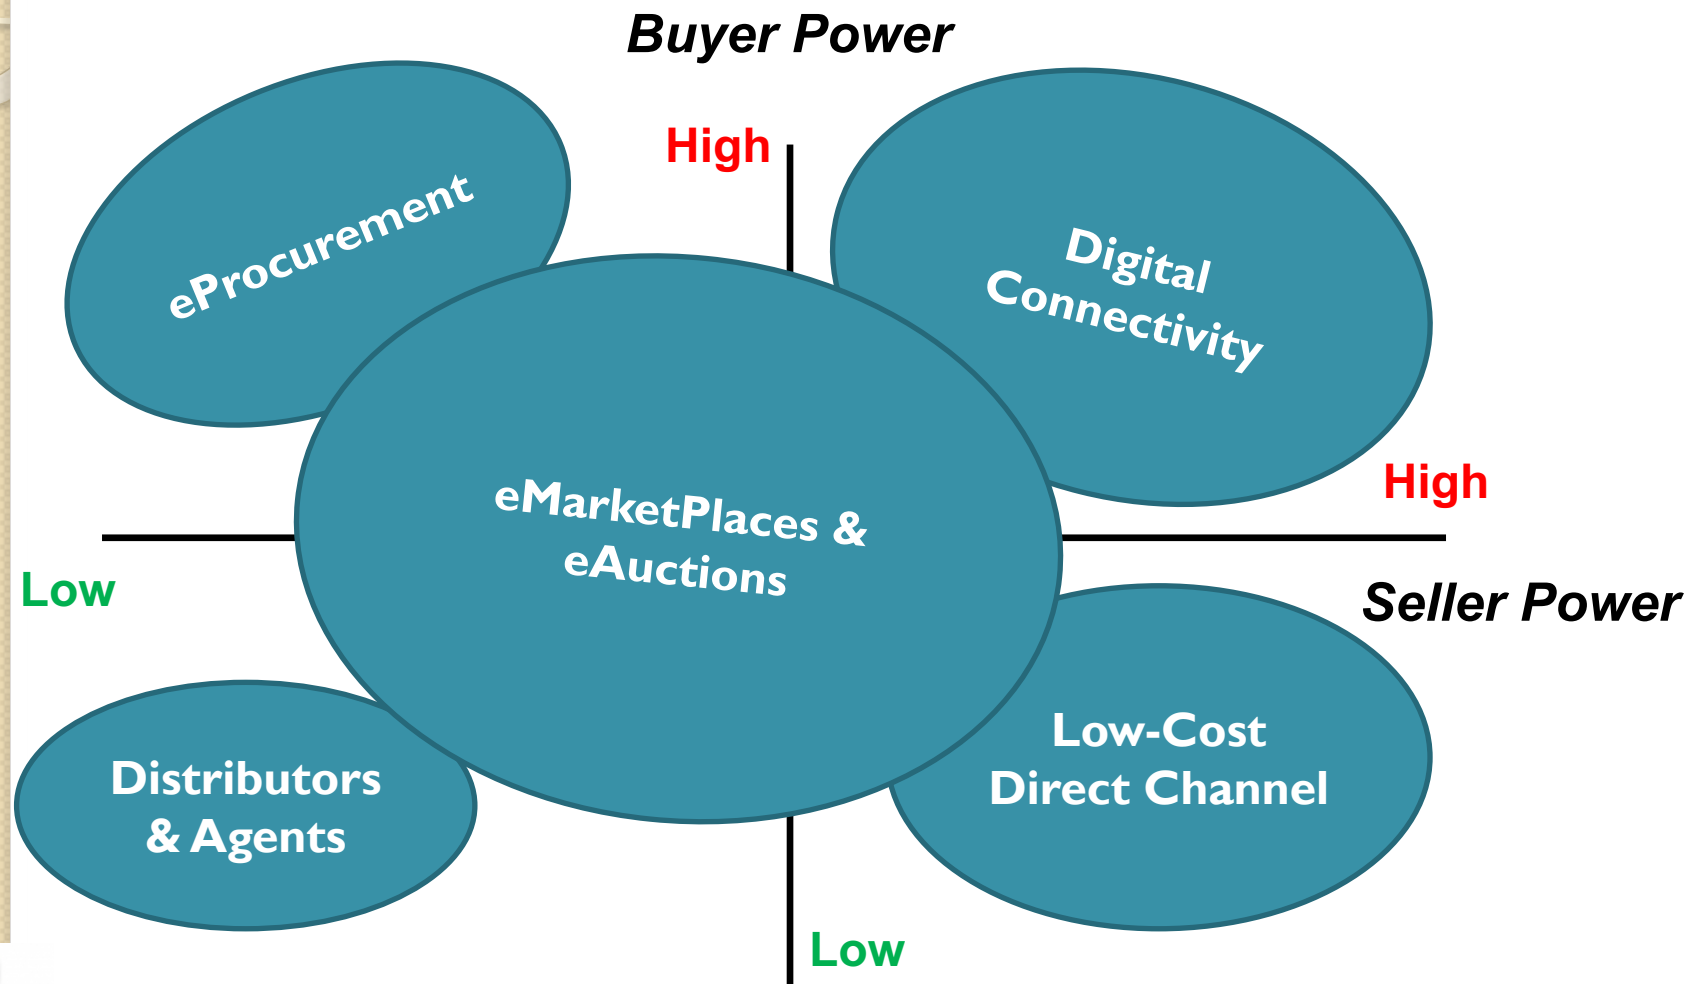 Buyer Power
High
eProcurement
Digital
Connectivity
High
eMarketPlaces &
eAuctions
Low
Seller Power
Low-Cost
Direct Channel
Distributors
& Agents
Low